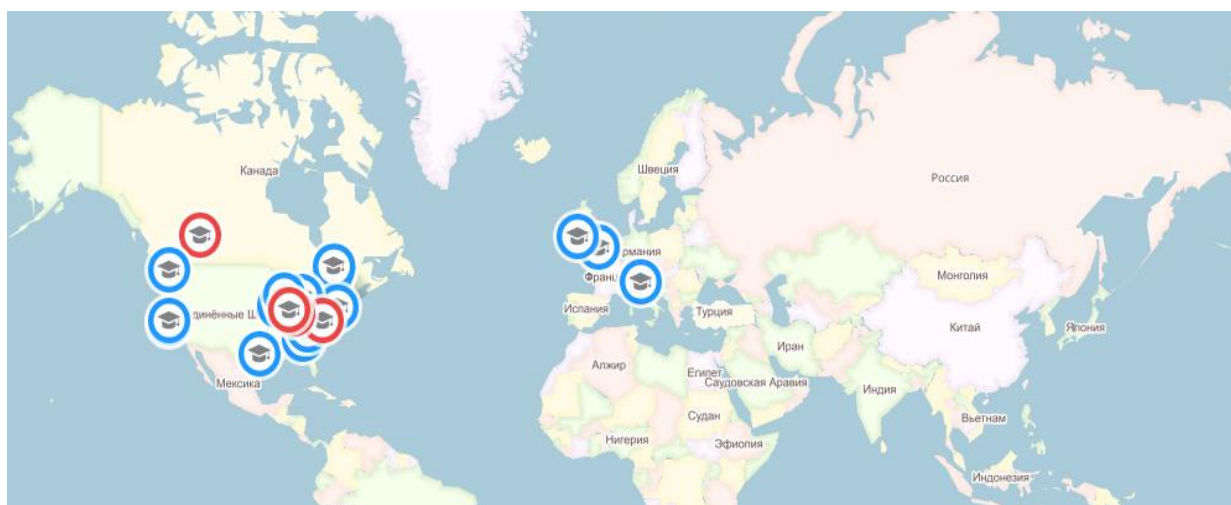 Канада
Швеция
Россия
рмания
Франц
Монголия
Испания
Турция
динённые Ш
Китай
Япония
Мексика
Алжир
Иран
Египет
Саудовская Аравия
Индия
Судан
Вьетнам
Нигерия
Эфиопия
Индонезия